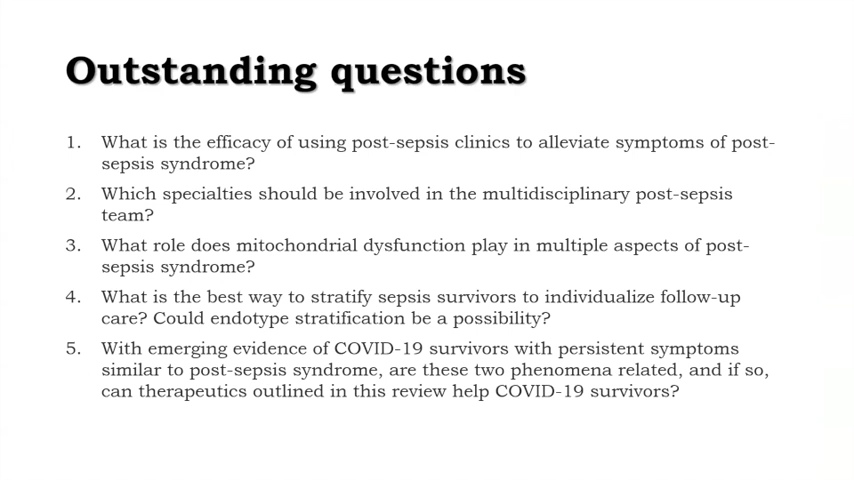 Outstanding questions
1. What is the efficacy of using post-sepsis clinics to alleviate symptoms of post-
sepsis syndrome?
2. Which specialties should be involved in the multidisciplinary post-sepsis
team?
3. What role does mitochondrial dysfunction play in multiple aspects of post-
sepsis syndrome?
4. What is the best way to stratify sepsis survivors to individualize follow-up
care? Could endotype stratification be a possibility?
5. With emerging evidence of COVID-19 survivors with persistent symptoms
similar to post-sepsis syndrome, are these two phenomena related, and if so,
can therapeutics outlined in this review help COVID-19 survivors?